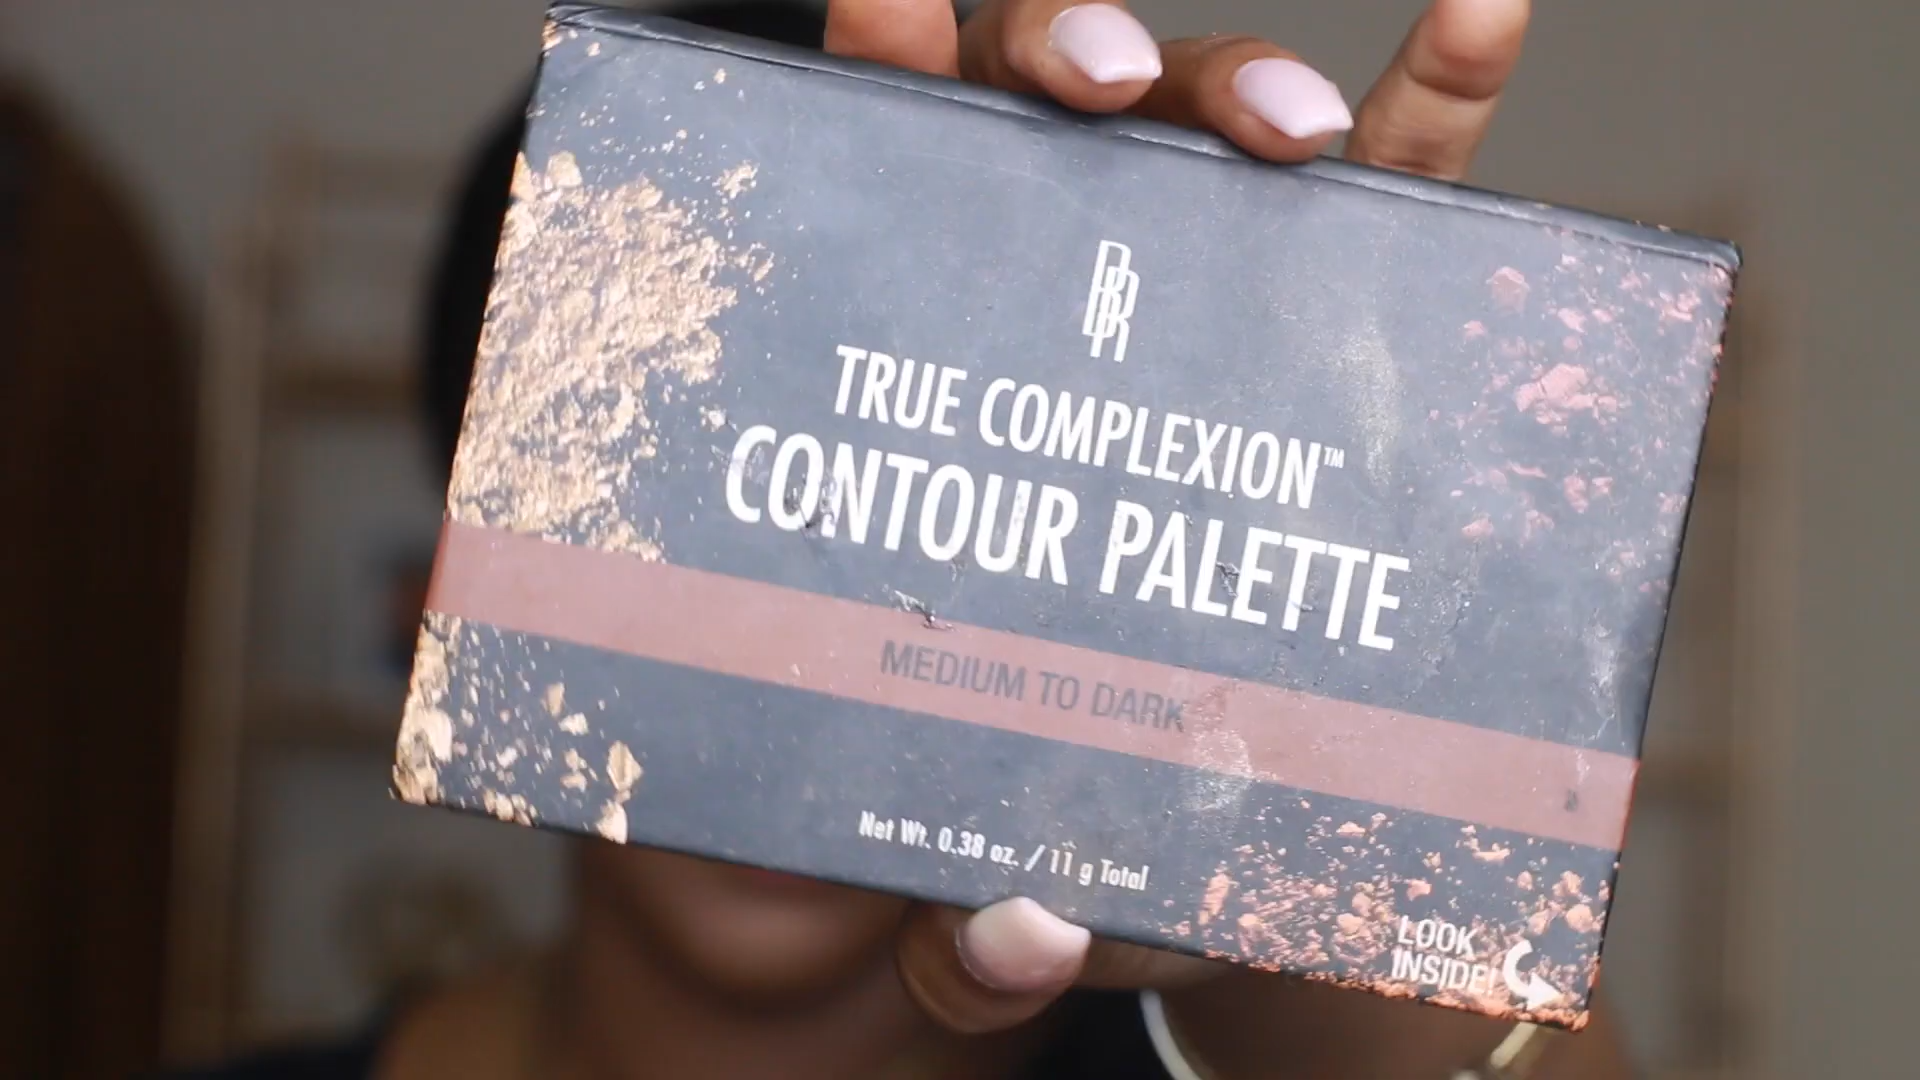 BR
TRUE COMPLEXION™
CONTOUR PALETTE
MEDIUM TO DARK
Net Wt. 0.38 oz. / 11 g Total
LOOK
INSIDE!